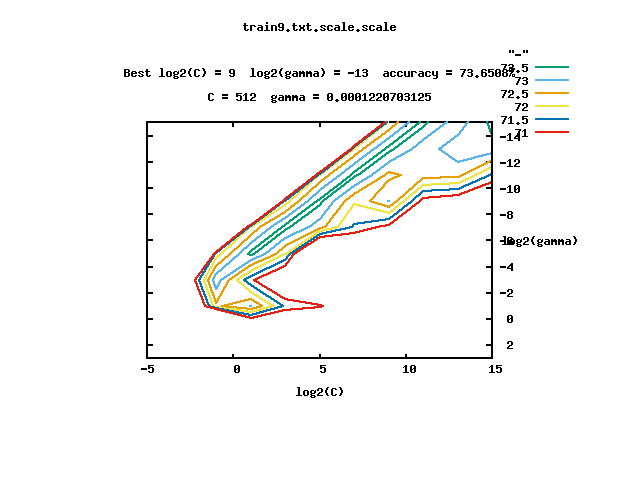 train9.txt.scale.scale
"-"
Best log2(C) = 9 log2(gamma) = -13 accuracy = 73.6508%
73.5
73
C = 512 gamma = 0.0001220703125
72.5
72
71.5
71
-14
-12
-10
-8
-6
log2(gamma)
-4
-2
0
2
-5 0 5 10 15
log2(C)